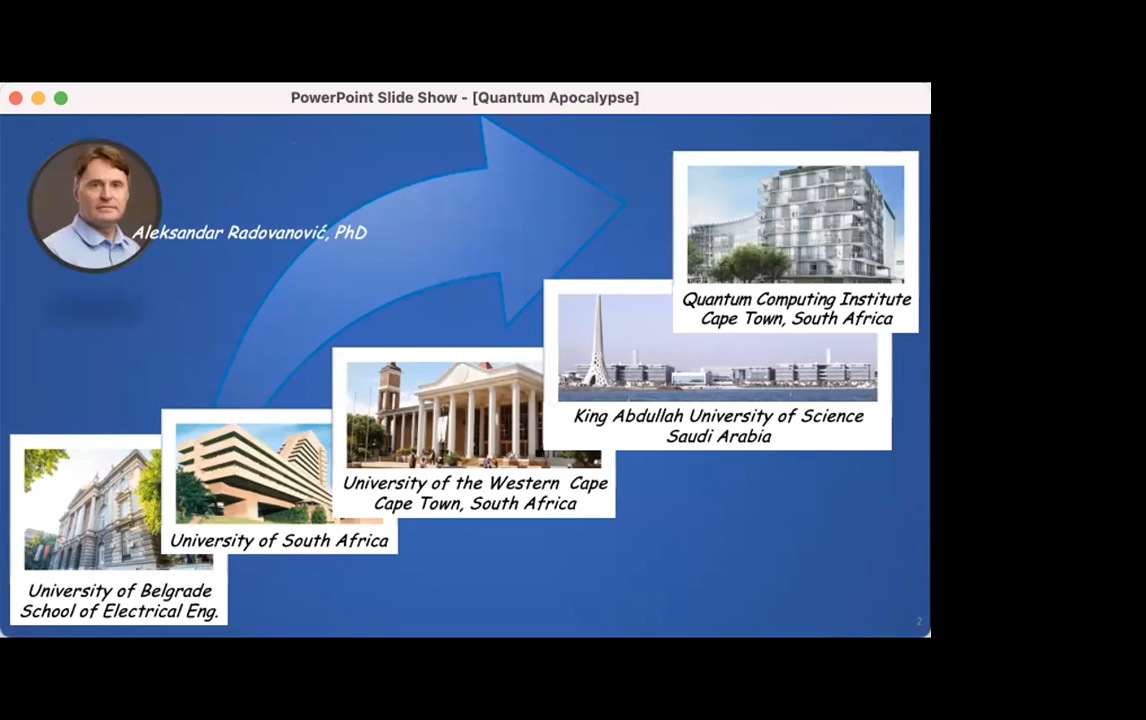 PowerPoint Slide Show - [Quantum Apocalypse]
Aleksandar Radovanović, PhD
Quantum Computing Institute
Cape Town, South Africa
King Abdullah University of Science
Saudi Arabia
University of the Western Cape
Cape Town, South Africa
University of South Africa
University of Belgrade
School of Electrical Eng.
2